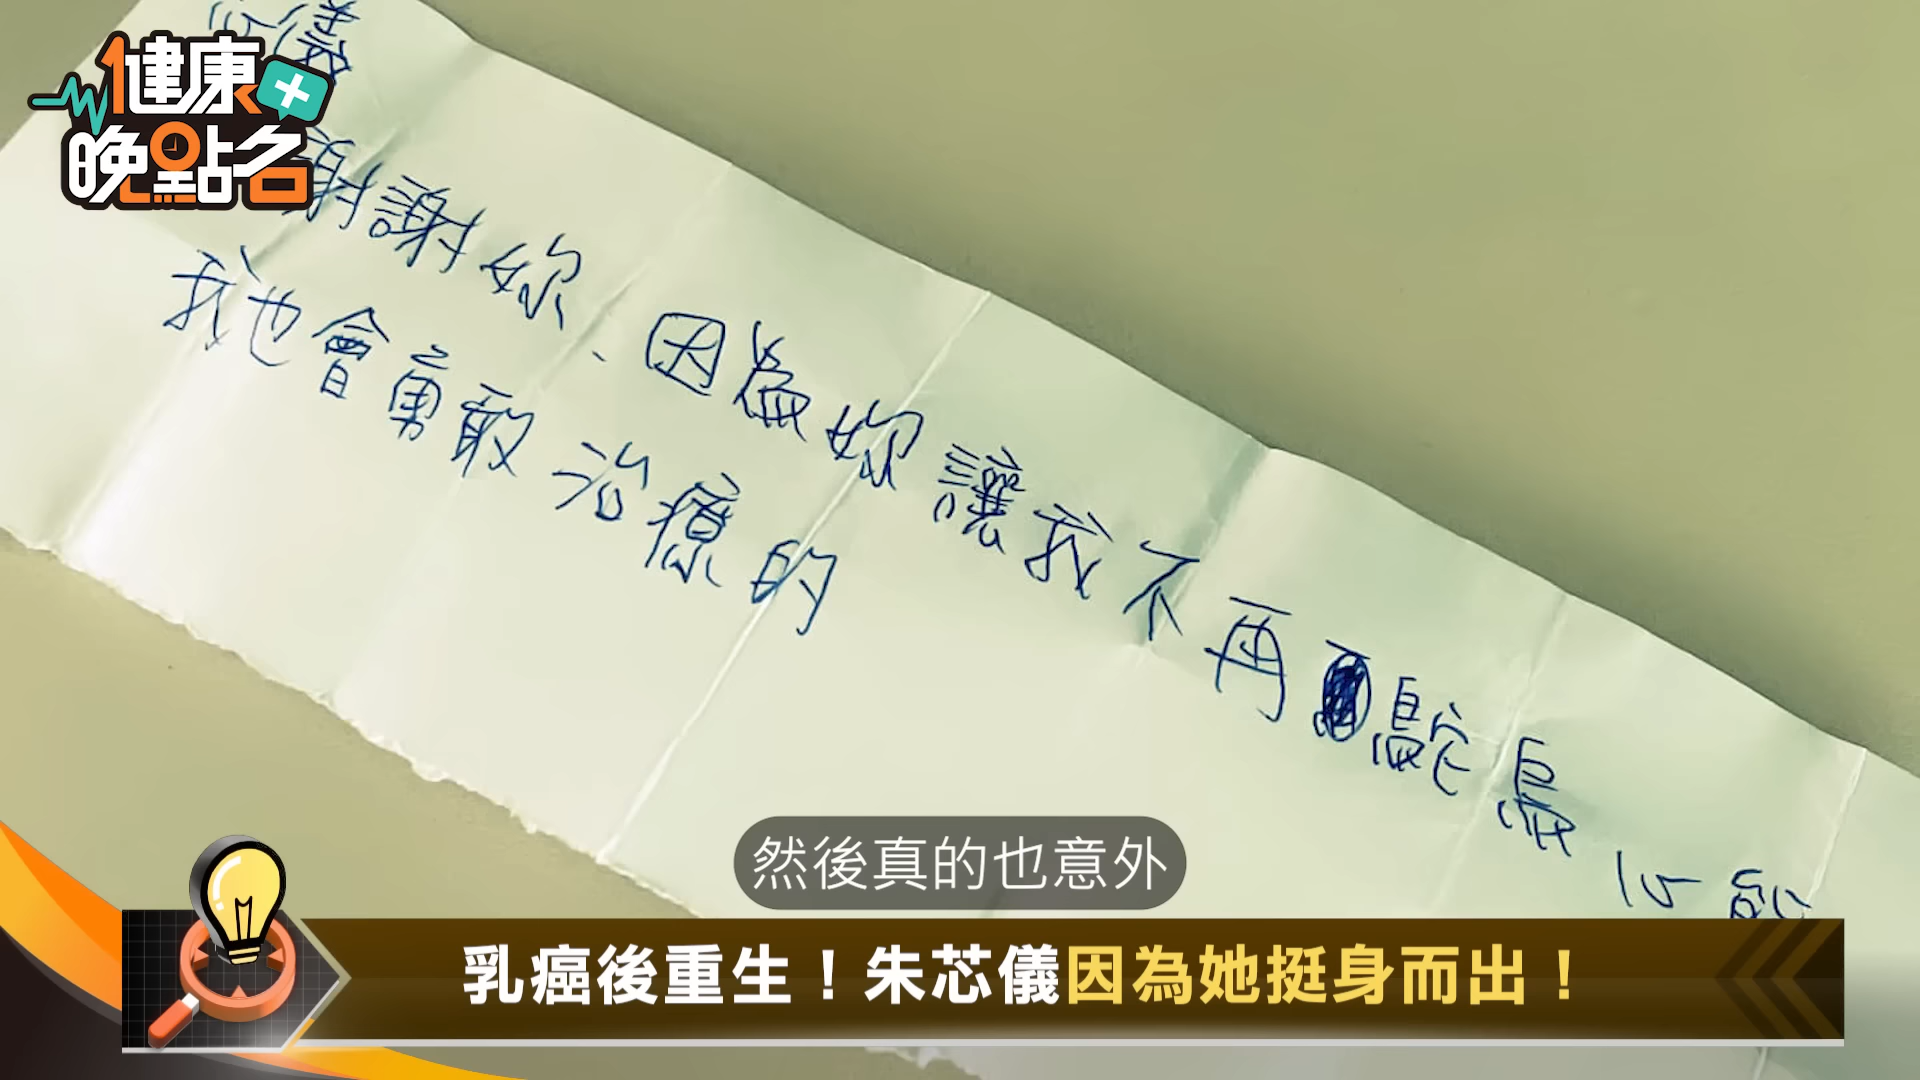 健康
晚點名
儀
謝謝妳、因為妳讓我不再鴕鳥心態
我也會勇敢治療的
然後真的也意外
乳癌後重生！朱芯儀因為她挺身而出！